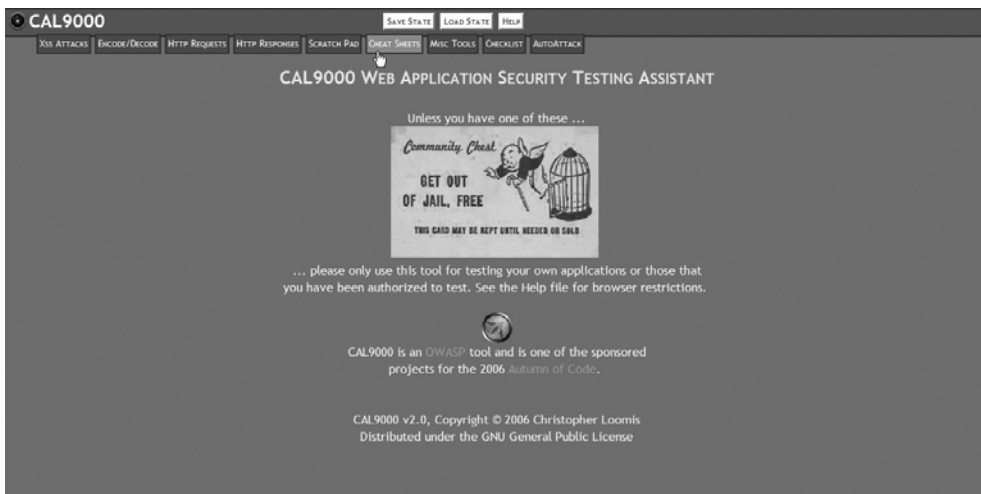 CAL9000
SAVE STATE LOAD STATE HELP
XSS ATTACKS ENCODE/DECODE HTTP REQUESTS HTTP RESPONSES SCRATCH PAD CHEAT SHEETS MISC TOOLS CHECKLIST AUTOATTACK
CAL9000 WEB APPLICATION SECURITY TESTING ASSISTANT
Unless you have one of these ...
Community Chest
GET OUT
OF JAIL, FREE
THIS CARD MAY BE KEPT UNTIL NEEDED OR SOLD
... please only use this tool for testing your own applications or those that
you have been authorized to test. See the Help file for browser restrictions.
CAL9000 is an OWASP tool and is one of the sponsored
projects for the 2006 Autumn of Code.
CAL9000 v2.0, Copyright © 2006 Christopher Loomis
Distributed under the GNU General Public License